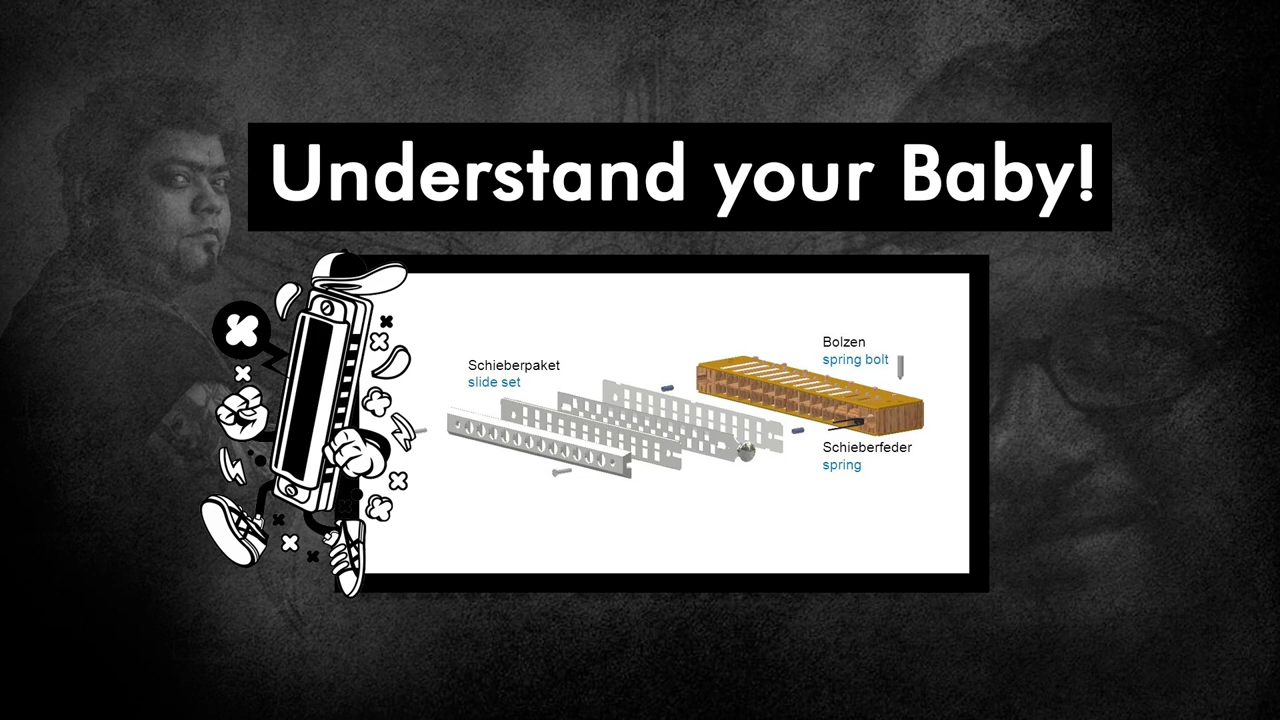 Understand your Baby!
Schieberpaket
slide set
Bolzen
spring bolt
Schieberfeder
spring